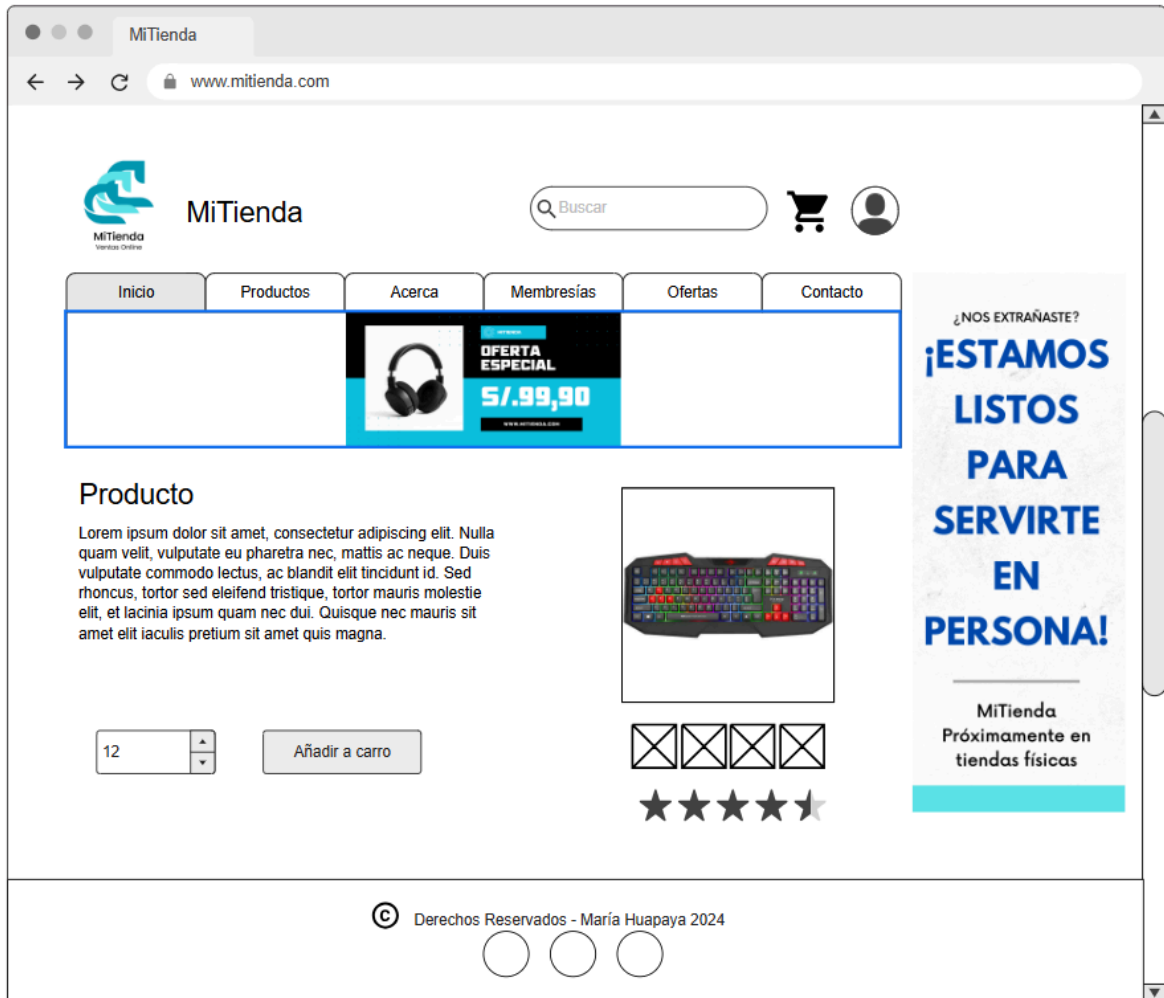 MiTienda
www.mitienda.com
MiTienda
Ventas Online
MiTienda
Buscar
Inicio
Productos
Acerca
Membresías
Ofertas
Contacto
MITIENDA
OFERTA
ESPECIAL
S/.99,90
WWW.MITIENDA.COM
¿NOS EXTRAÑASTE?
¡ESTAMOS
LISTOS
PARA
SERVIRTE
EN
PERSONA!
MiTienda
Próximamente en
tiendas físicas
Producto
Lorem ipsum dolor sit amet, consectetur adipiscing elit. Nulla
quam velit, vulputate eu pharetra nec, mattis ac neque. Duis
vulputate commodo lectus, ac blandit elit tincidunt id. Sed
rhoncus, tortor sed eleifend tristique, tortor mauris molestie
elit, et lacinia ipsum quam nec dui. Quisque nec mauris sit
amet elit iaculis pretium sit amet quis magna.
12
Añadir a carro
© Derechos Reservados - María Huapaya 2024